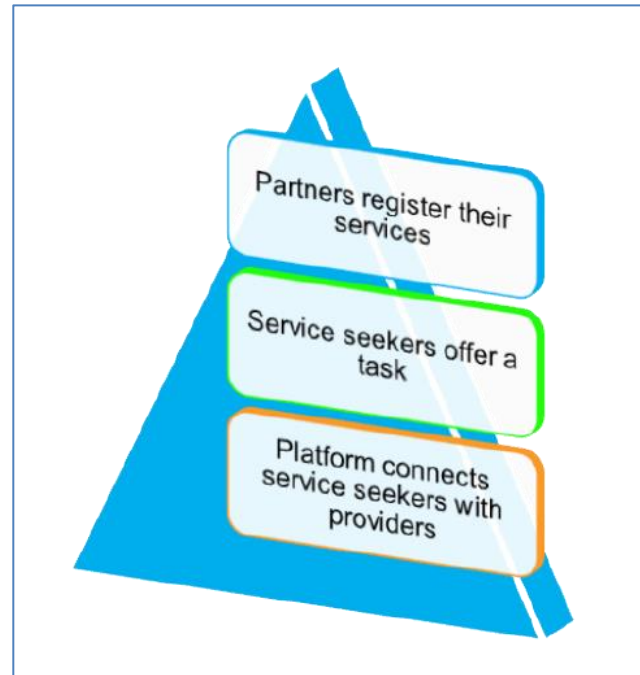 Partners register their
services
Service seekers offer a
task
Platform connects
service seekers with
providers